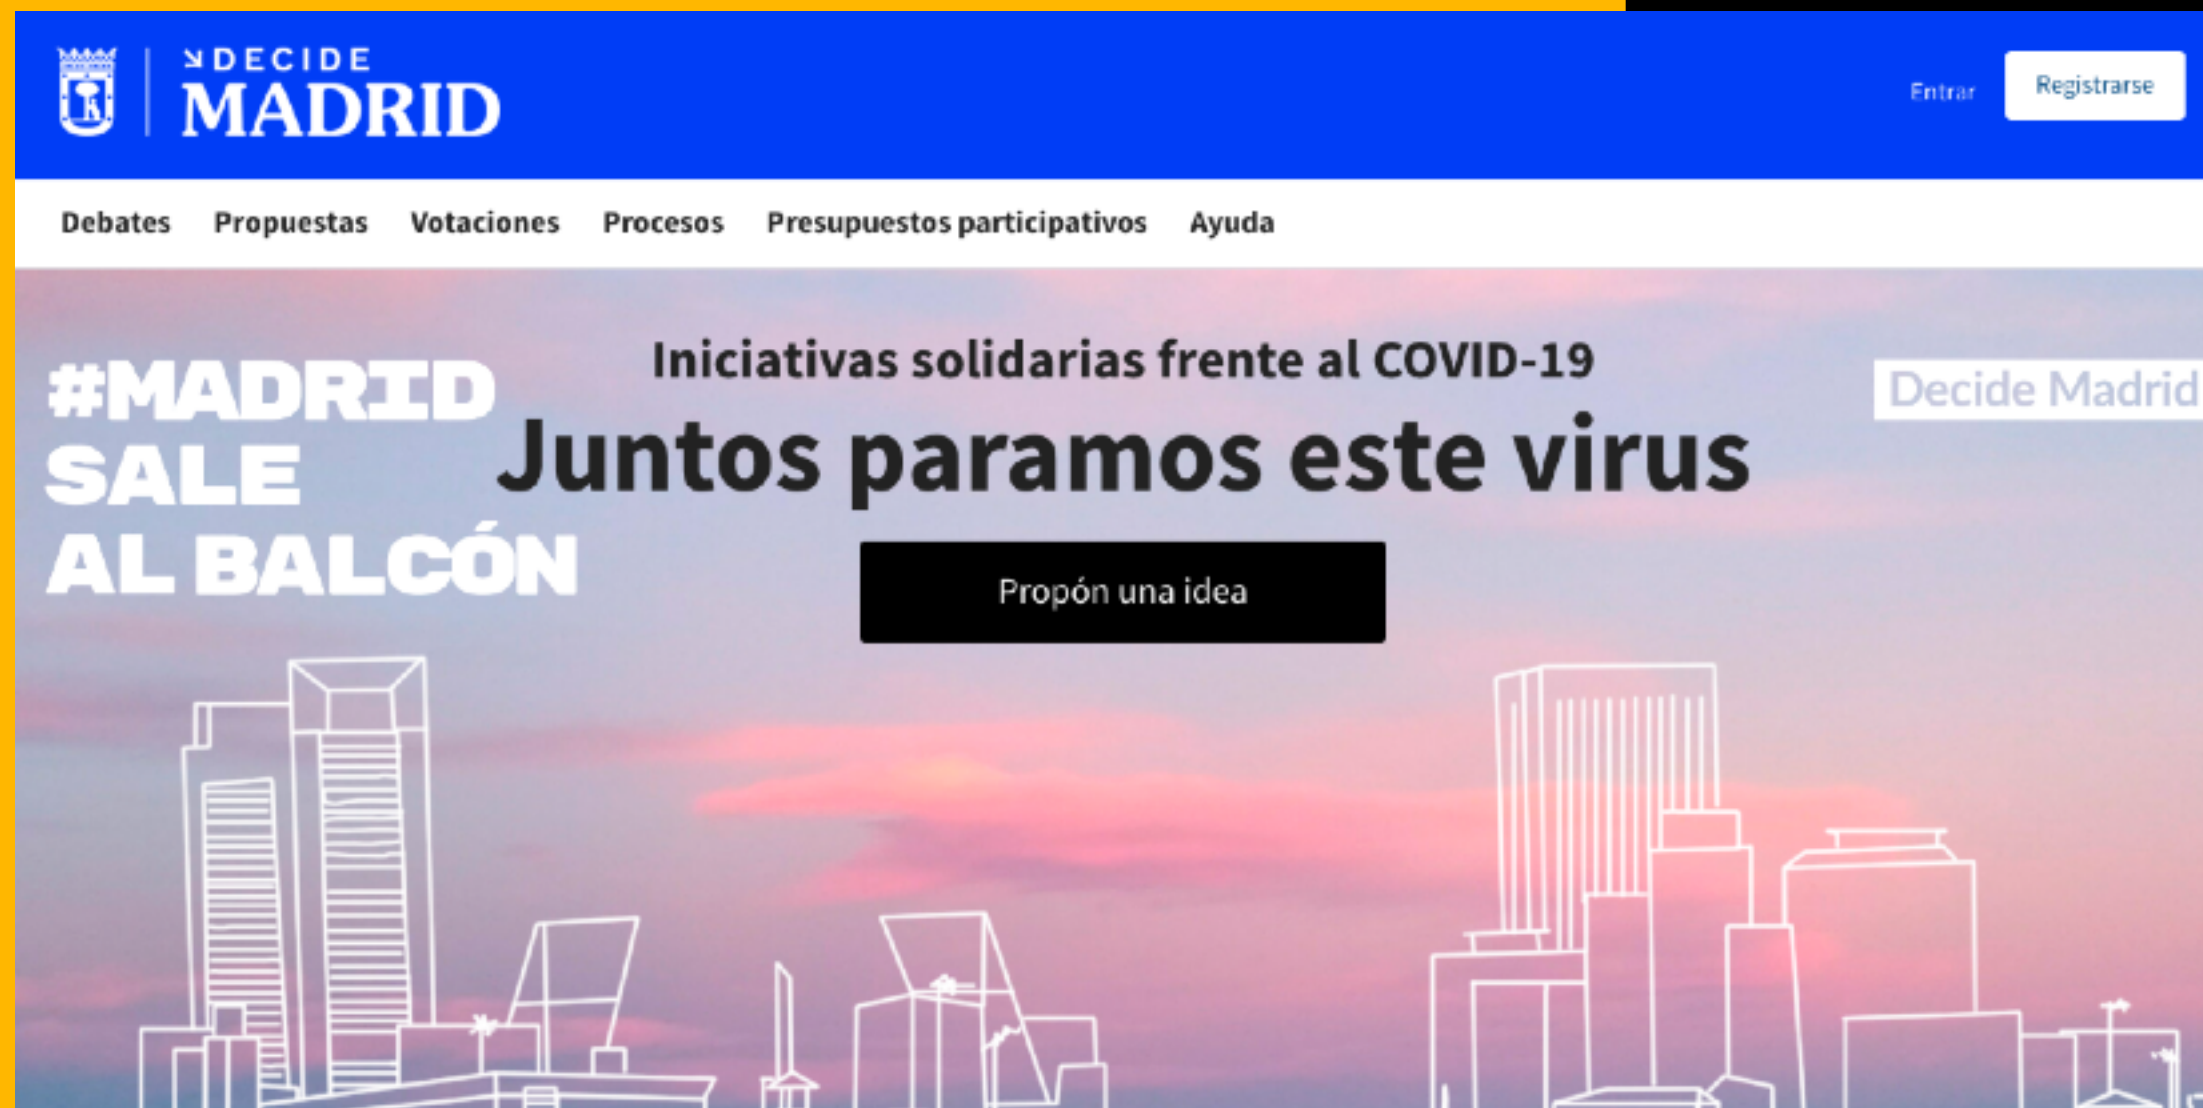 DECIDE
MADRID
Entrar
Registrarse
Debates Propuestas Votaciones Procesos Presupuestos participativos Ayuda
#MADRID
SALE
AL BALCÓN
Iniciativas solidarias frente al COVID-19
Juntos paramos este virus
Propón una idea
Decide Madrid